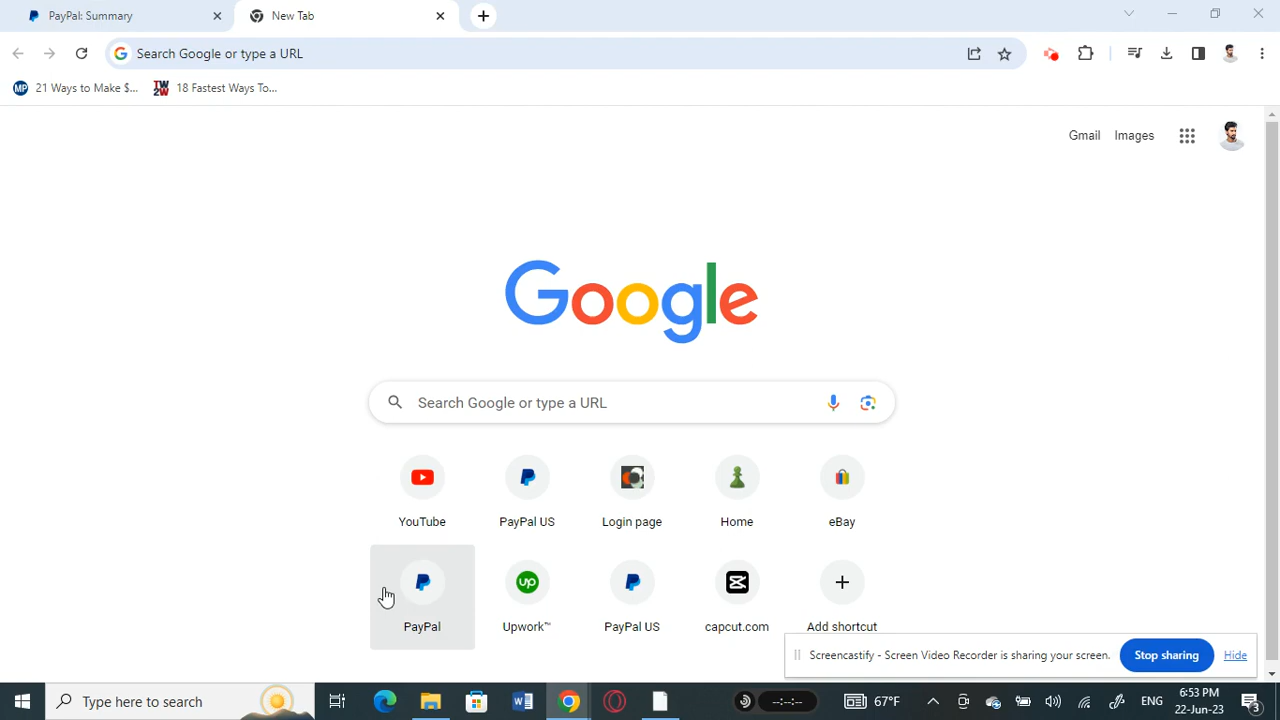 PayPal: Summary
New Tab
Search Google or type a URL
21 Ways to Make $...
18 Fastest Ways To...
Gmail
Images
Google
Search Google or type a URL
YouTube
PayPal US
Login page
Home
eBay
PayPal
Upwork™
PayPal US
capcut.com
Add shortcut
Screencastify - Screen Video Recorder is sharing your screen.
Stop sharing
Hide
Type here to search
--:--:--
67°F
ENG
6:53 PM
22-Jun-23
3